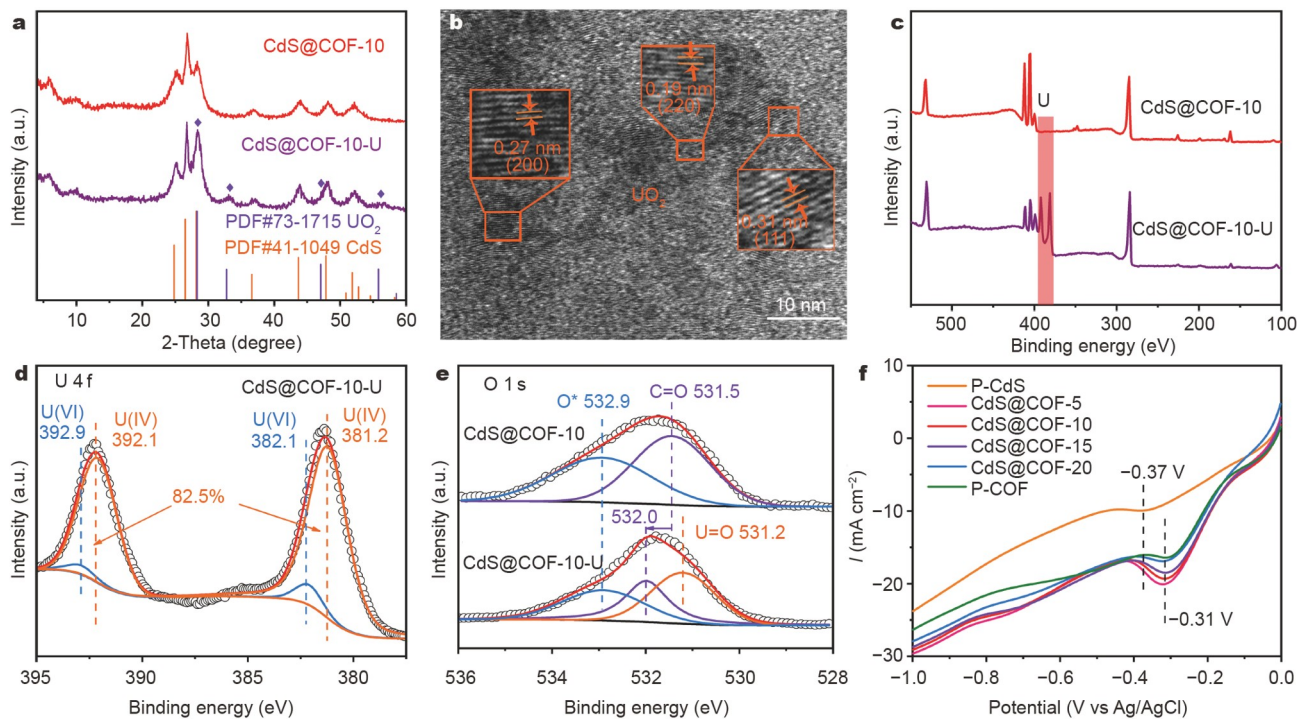 a
CdS@COF-10
CdS@COF-10-U
PDF#73-1715 UO₂
PDF#41-1049 CdS
Intensity (a.u.)
10 20 30 40 50 60
2-Theta (degree)
b
0.27 nm
(200)
0.19 nm
(220)
0.31 nm
(111)
UO₂
10 nm
c
U
CdS@COF-10
CdS@COF-10-U
Intensity (a.u.)
500 400 300 200 100
Binding energy (eV)
d
U 4f
CdS@COF-10-U
U(VI)
392.9
U(IV)
392.1
U(VI)
382.1
U(IV)
381.2
82.5%
Intensity (a.u.)
395 390 385 380
Binding energy (eV)
e
O 1s
O* 532.9
C=O 531.5
CdS@COF-10
532.0
U=O 531.2
CdS@COF-10-U
Intensity (a.u.)
536 534 532 530 528
Binding energy (eV)
f
P-CdS
CdS@COF-5
CdS@COF-10
CdS@COF-15
CdS@COF-20
P-COF
−0.37 V
−0.31 V
I (mA cm⁻²)
10
0
−10
−20
−30
−1.0 −0.8 −0.6 −0.4 −0.2 0.0
Potential (V vs Ag/AgCl)